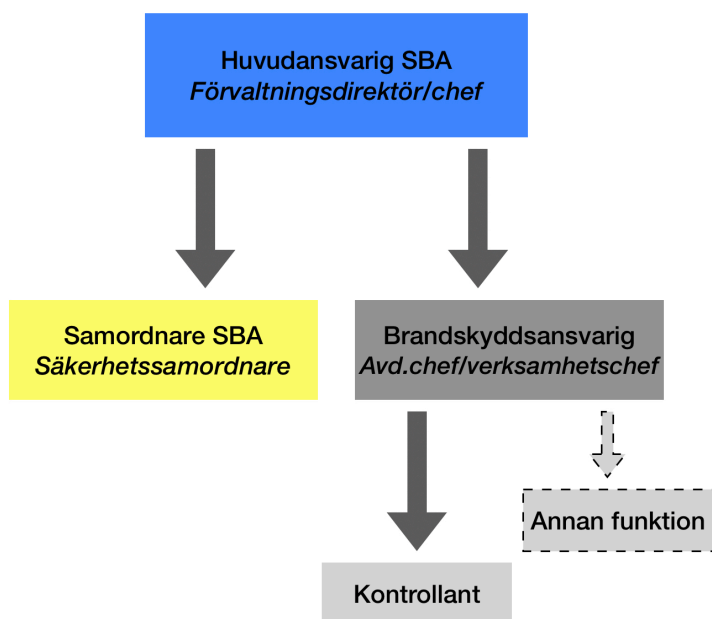 Huvudansvarig SBA
Förvaltningsdirektör/chef
Samordnare SBA
Säkerhetssamordnare
Brandskyddsansvarig
Avd.chef/verksamhetschef
Annan funktion
Kontrollant